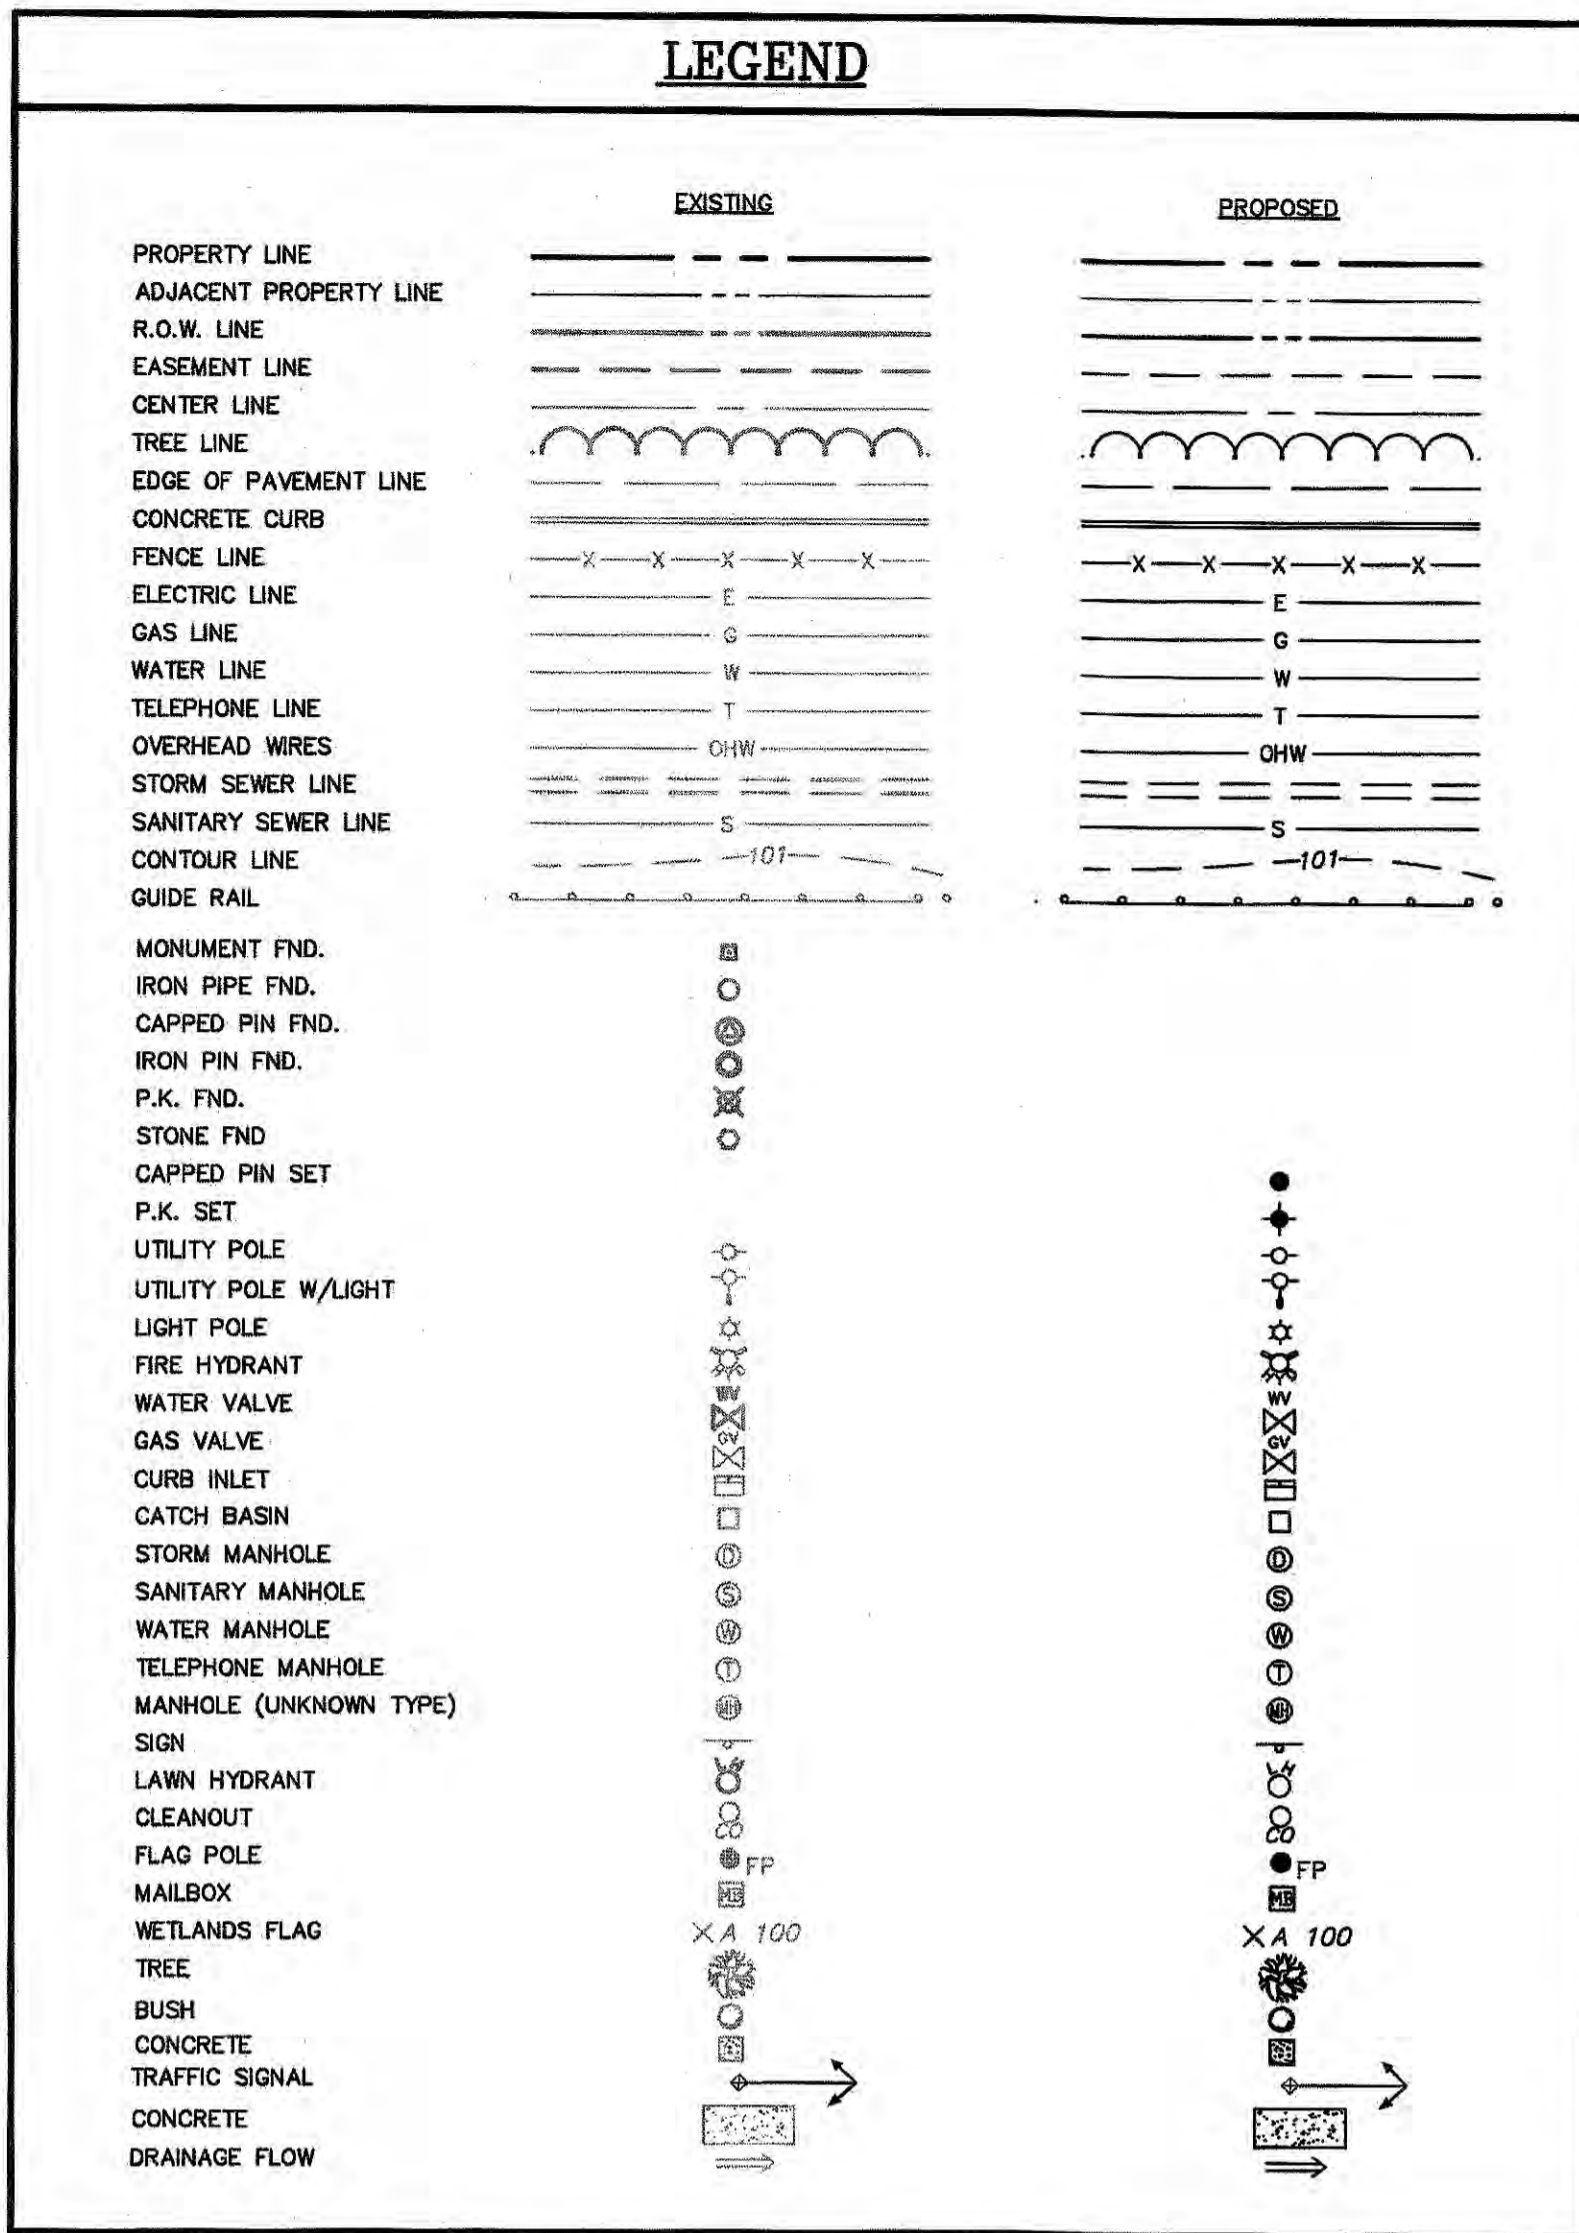 LEGEND
EXISTING PROPOSED
PROPERTY LINE
ADJACENT PROPERTY LINE
R.O.W. LINE
EASEMENT LINE
CENTER LINE
TREE LINE
EDGE OF PAVEMENT LINE
CONCRETE CURB
FENCE LINE X X X X X X X X X X
ELECTRIC LINE E E
GAS LINE G G
WATER LINE W W
TELEPHONE LINE T T
OVERHEAD WIRES OHW OHW
STORM SEWER LINE
SANITARY SEWER LINE S S
CONTOUR LINE 101 101
GUIDE RAIL
MONUMENT FND.
IRON PIPE FND.
CAPPED PIN FND.
IRON PIN FND.
P.K. FND.
STONE FND
CAPPED PIN SET
P.K. SET
UTILITY POLE
UTILITY POLE W/LIGHT
LIGHT POLE
FIRE HYDRANT
WATER VALVE WV WV
GAS VALVE GV GV
CURB INLET
CATCH BASIN
STORM MANHOLE D D
SANITARY MANHOLE S S
WATER MANHOLE W W
TELEPHONE MANHOLE T T
MANHOLE (UNKNOWN TYPE) MH MH
SIGN
LAWN HYDRANT
CLEANOUT CO CO
FLAG POLE FP FP
MAILBOX MB MB
WETLANDS FLAG X A 100 X A 100
TREE
BUSH
CONCRETE
TRAFFIC SIGNAL
CONCRETE
DRAINAGE FLOW